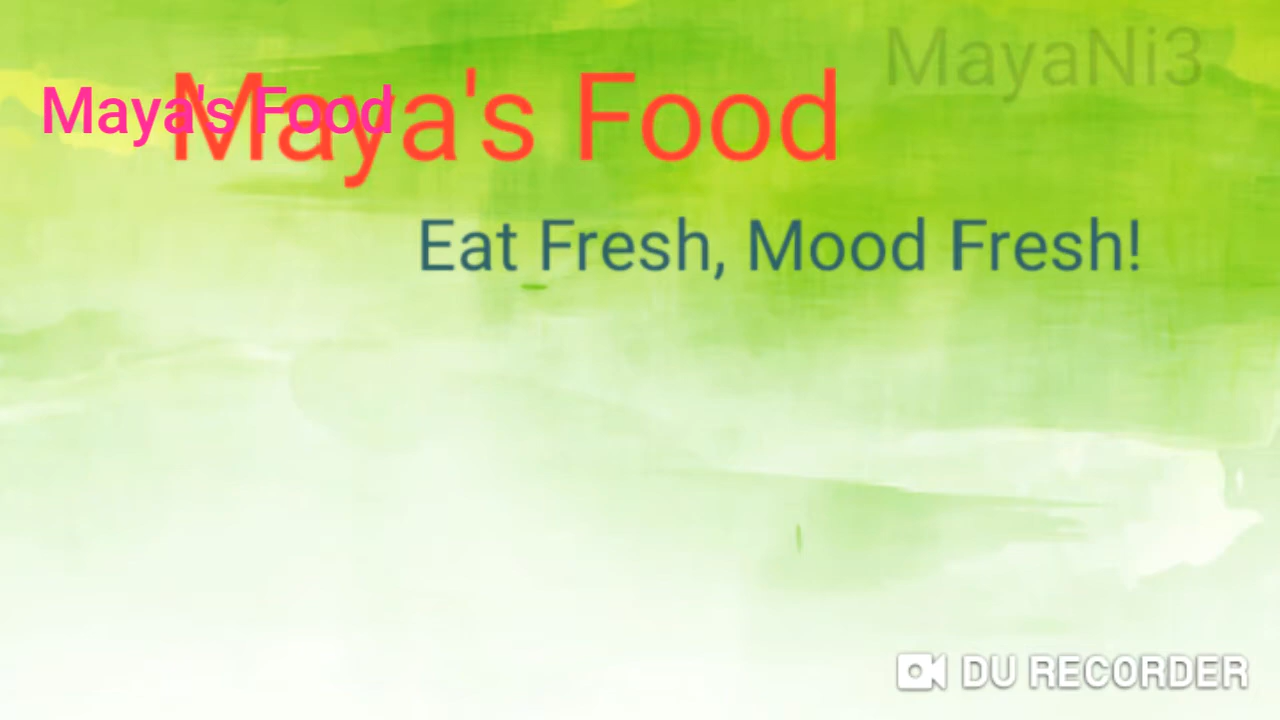 MayaNi3
Maya's Food
Maya's Food
Eat Fresh, Mood Fresh!
DU RECORDER